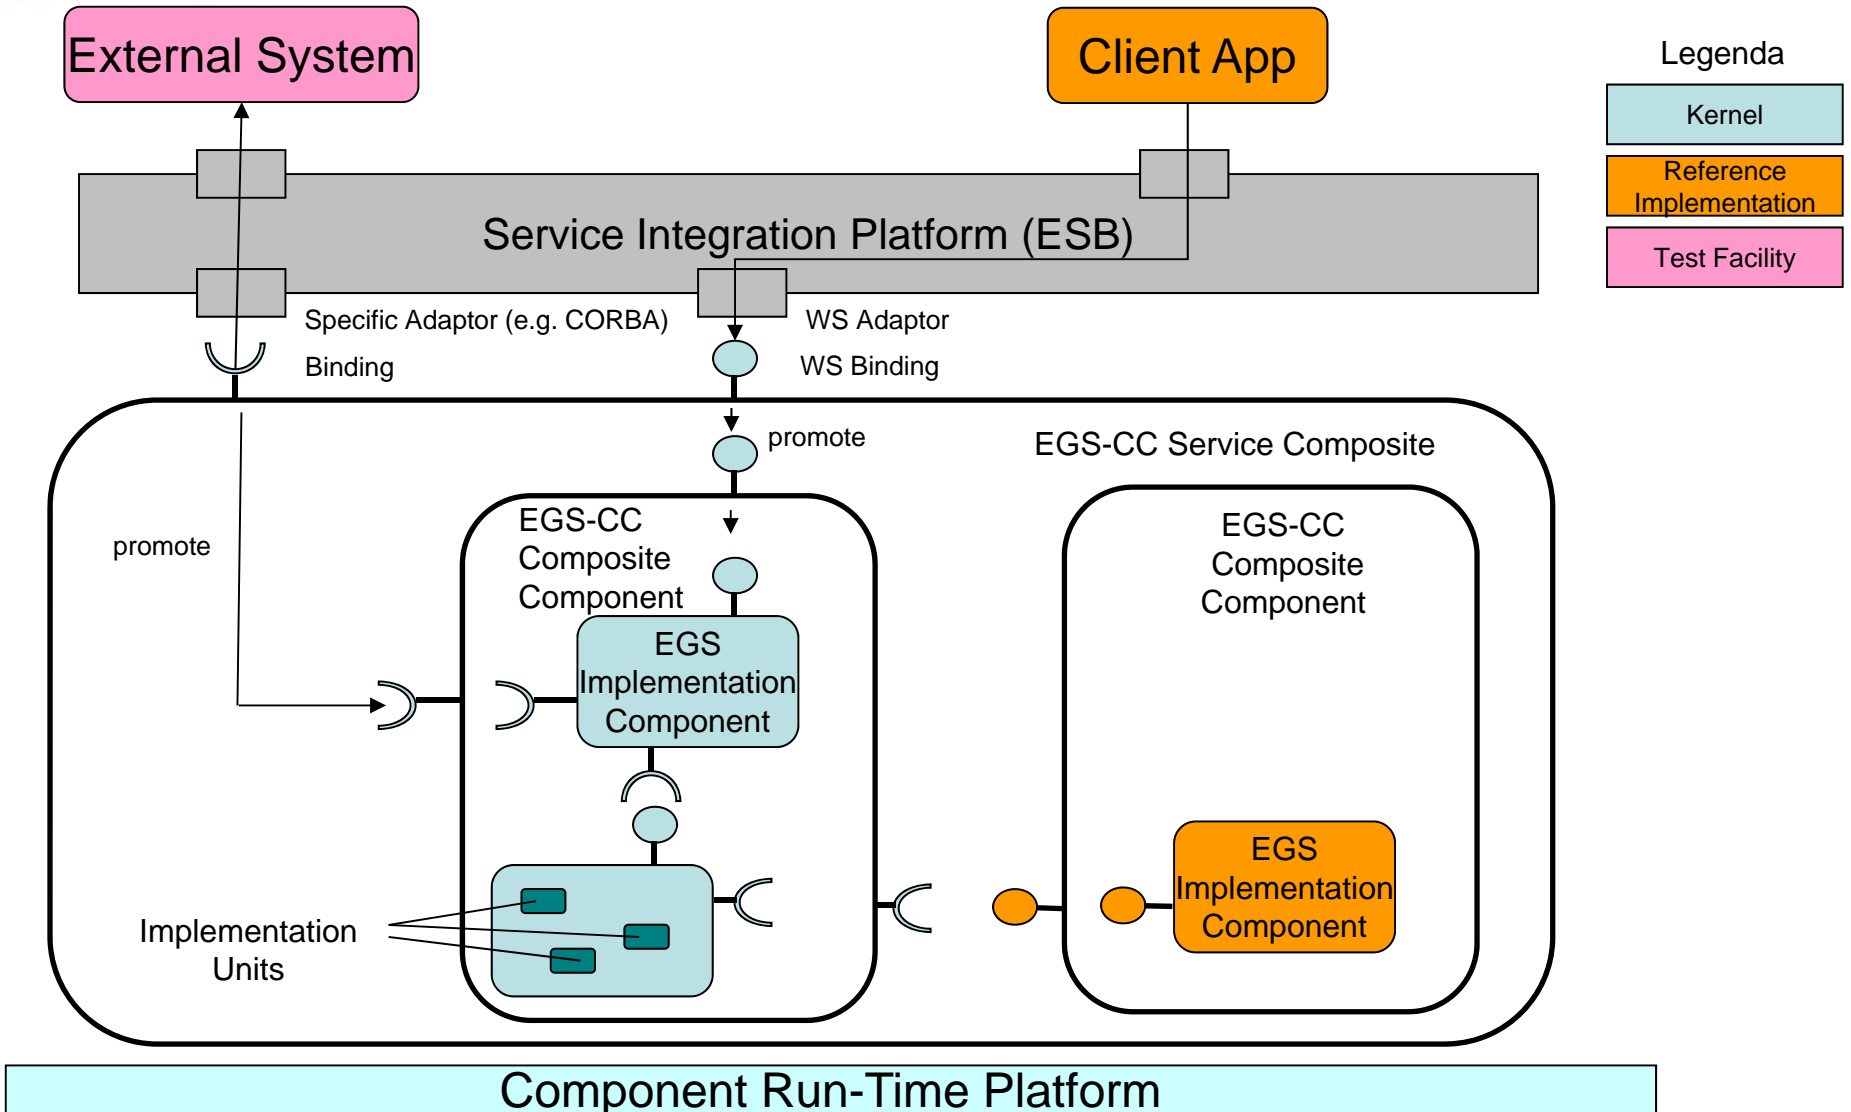 External System
Client App
Legenda
Kernel
Reference
Implementation
Test Facility
Service Integration Platform (ESB)
Specific Adaptor (e.g. CORBA)
WS Adaptor
Binding
WS Binding
promote
EGS-CC Service Composite
promote
EGS-CC
Composite
Component
EGS-CC
Composite
Component
EGS
Implementation
Component
EGS
Implementation
Component
Implementation
Units
Component Run-Time Platform